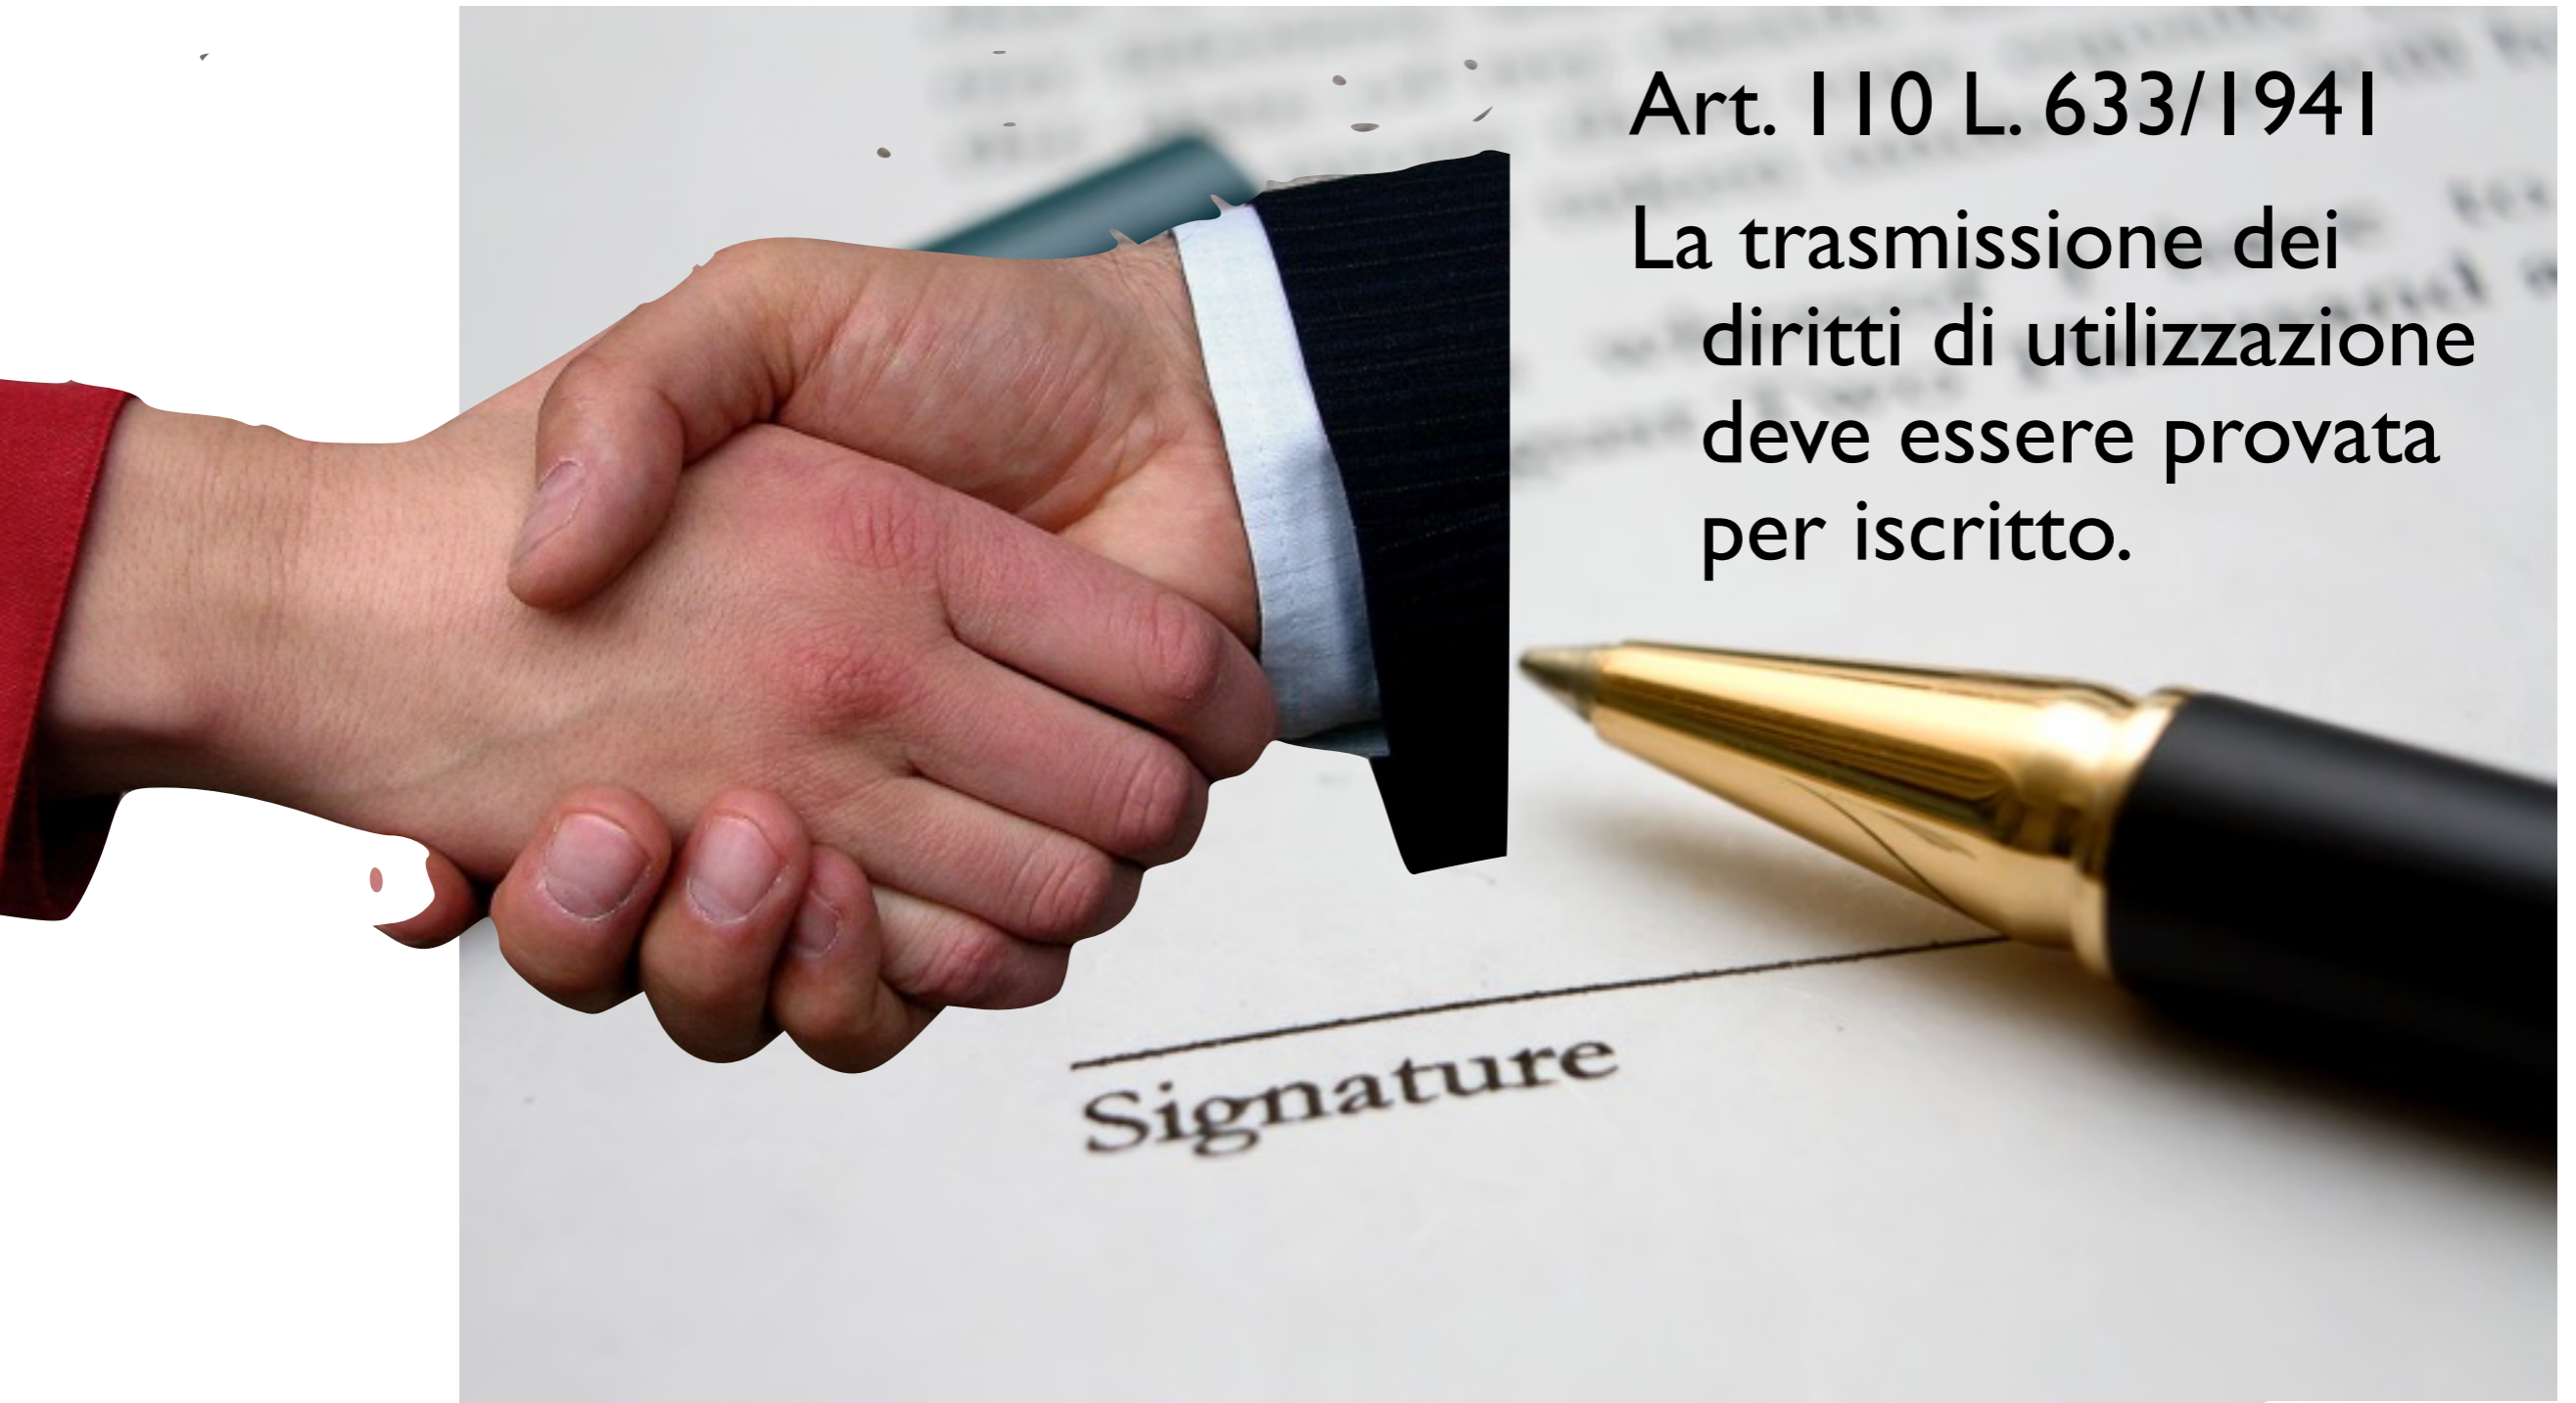 Art. 110 L. 633/1941
La trasmissione dei
diritti di utilizzazione
deve essere provata
per iscritto.
Signature